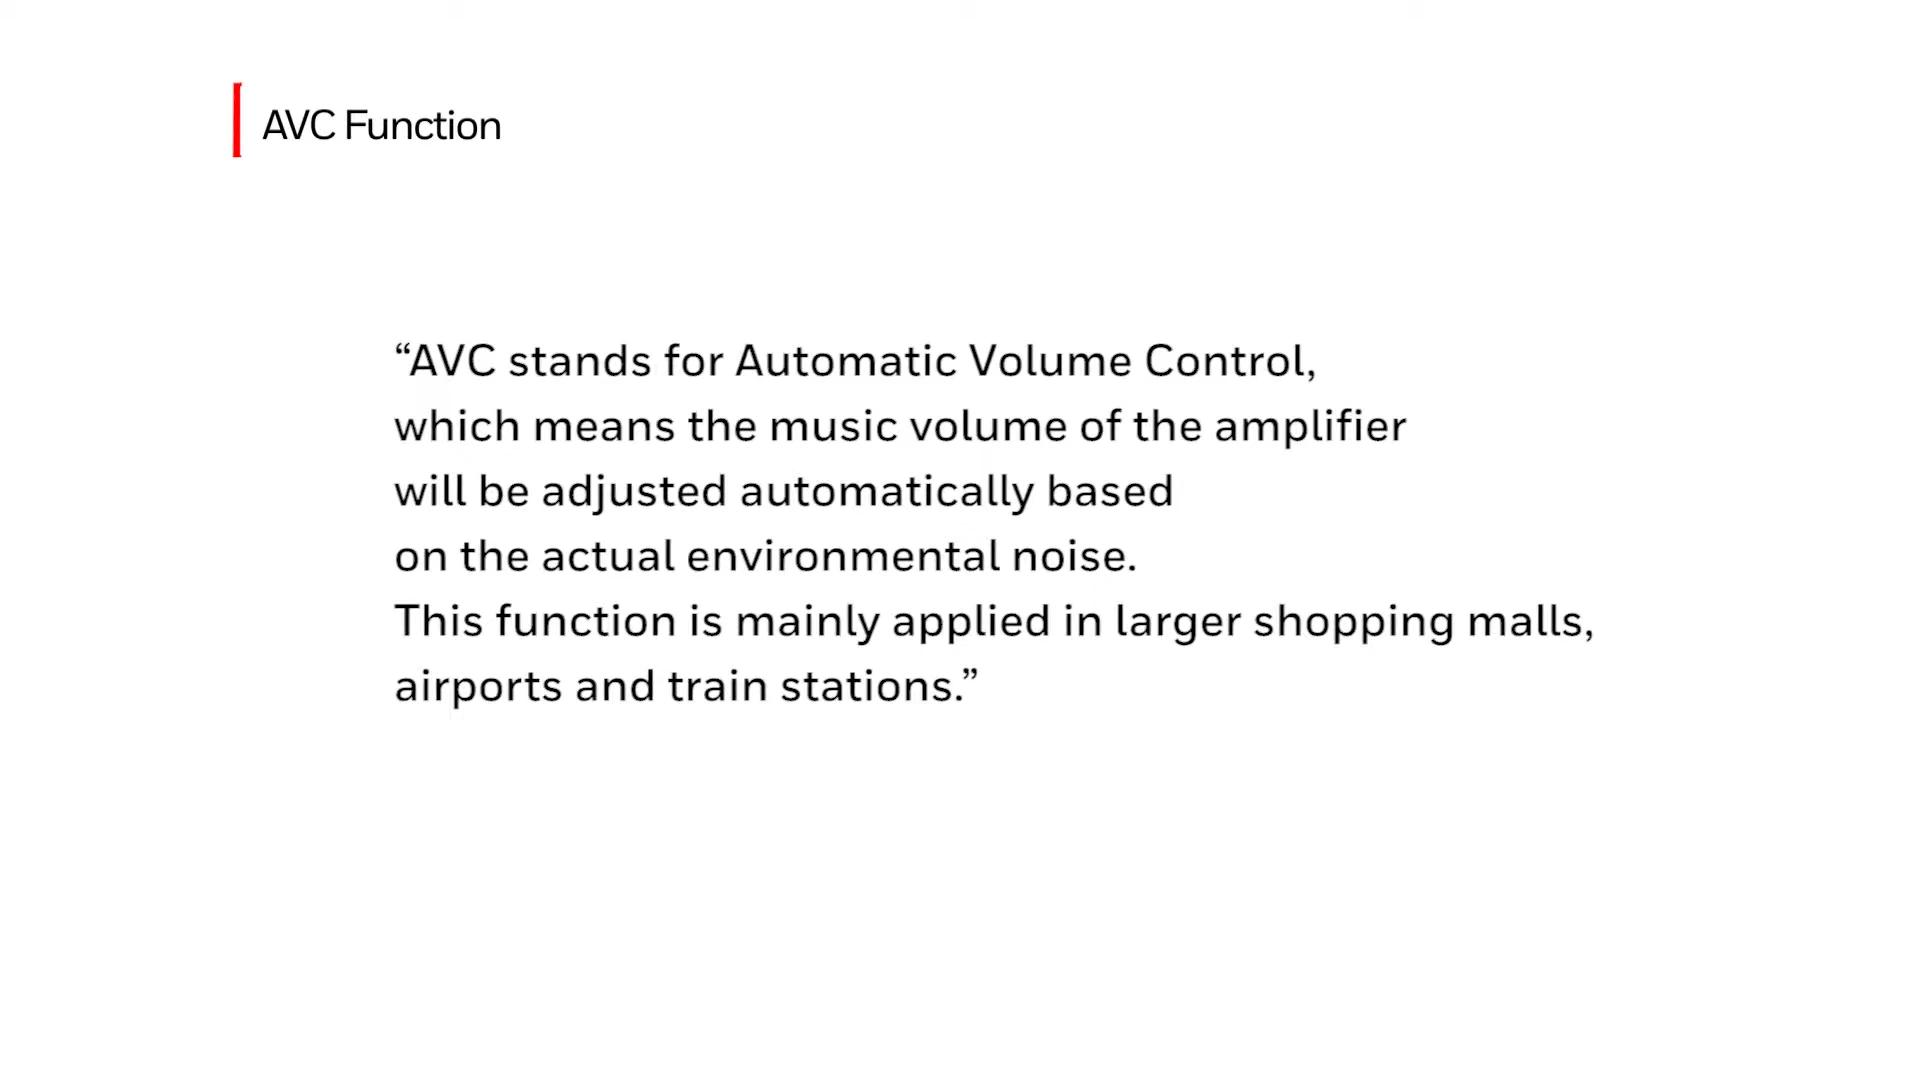 AVC Function
“AVC stands for Automatic Volume Control,
which means the music volume of the amplifier
will be adjusted automatically based
on the actual environmental noise.
This function is mainly applied in larger shopping malls,
airports and train stations.”